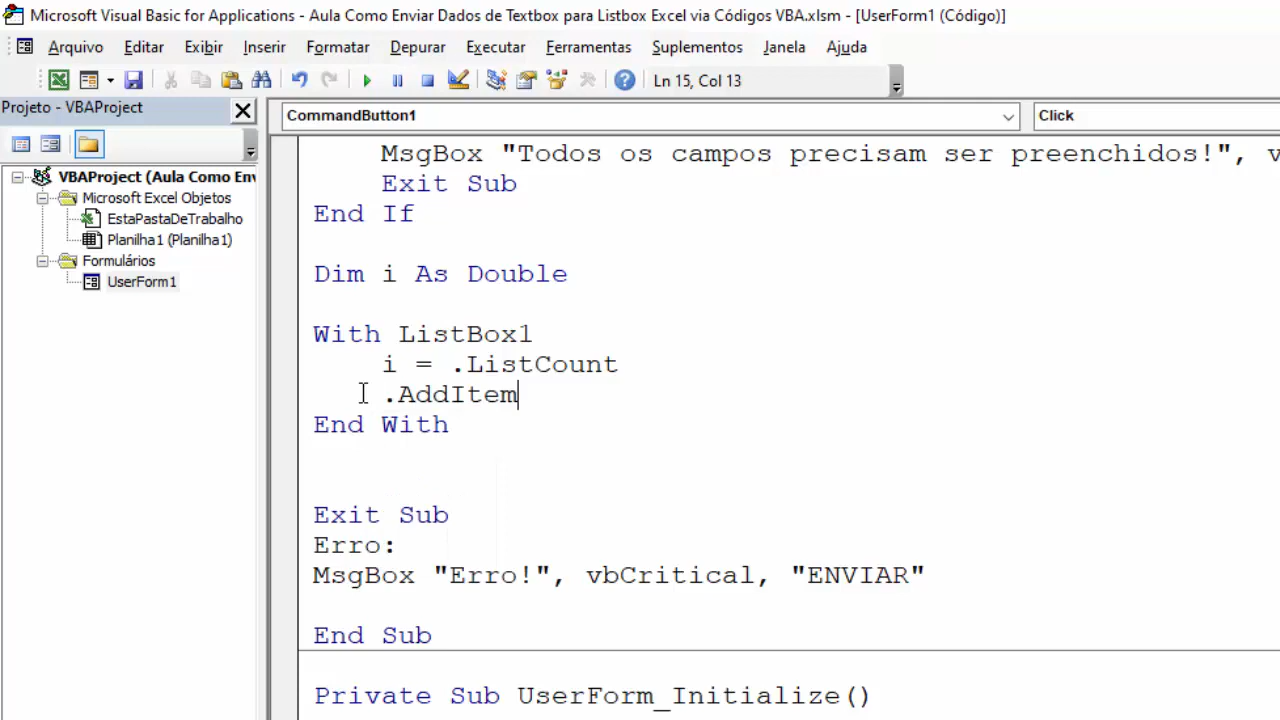 Microsoft Visual Basic for Applications - Aula Como Enviar Dados de Textbox para Listbox Excel via Códigos VBA.xlsm - [UserForm1 (Código)]
Arquivo Editar Exibir Inserir Formatar Depurar Executar Ferramentas Suplementos Janela Ajuda
Ln 15, Col 13
Projeto - VBAProject
CommandButton1
Click
VBAProject (Aula Como Env
Microsoft Excel Objetos
EstaPastaDeTrabalho
Planilha1 (Planilha1)
Formulários
UserForm1
MsgBox "Todos os campos precisam ser preenchidos!", v
Exit Sub
End If
Dim i As Double
With ListBox1
i = .ListCount
.AddItem
End With
Exit Sub
Erro:
MsgBox "Erro!", vbCritical, "ENVIAR"
End Sub
Private Sub UserForm_Initialize()